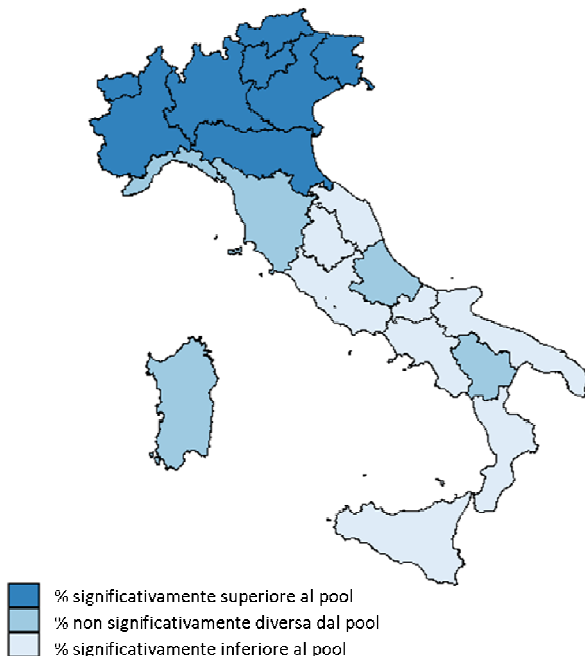 % significativamente superiore al pool
% non significativamente diversa dal pool
% significativamente inferiore al pool